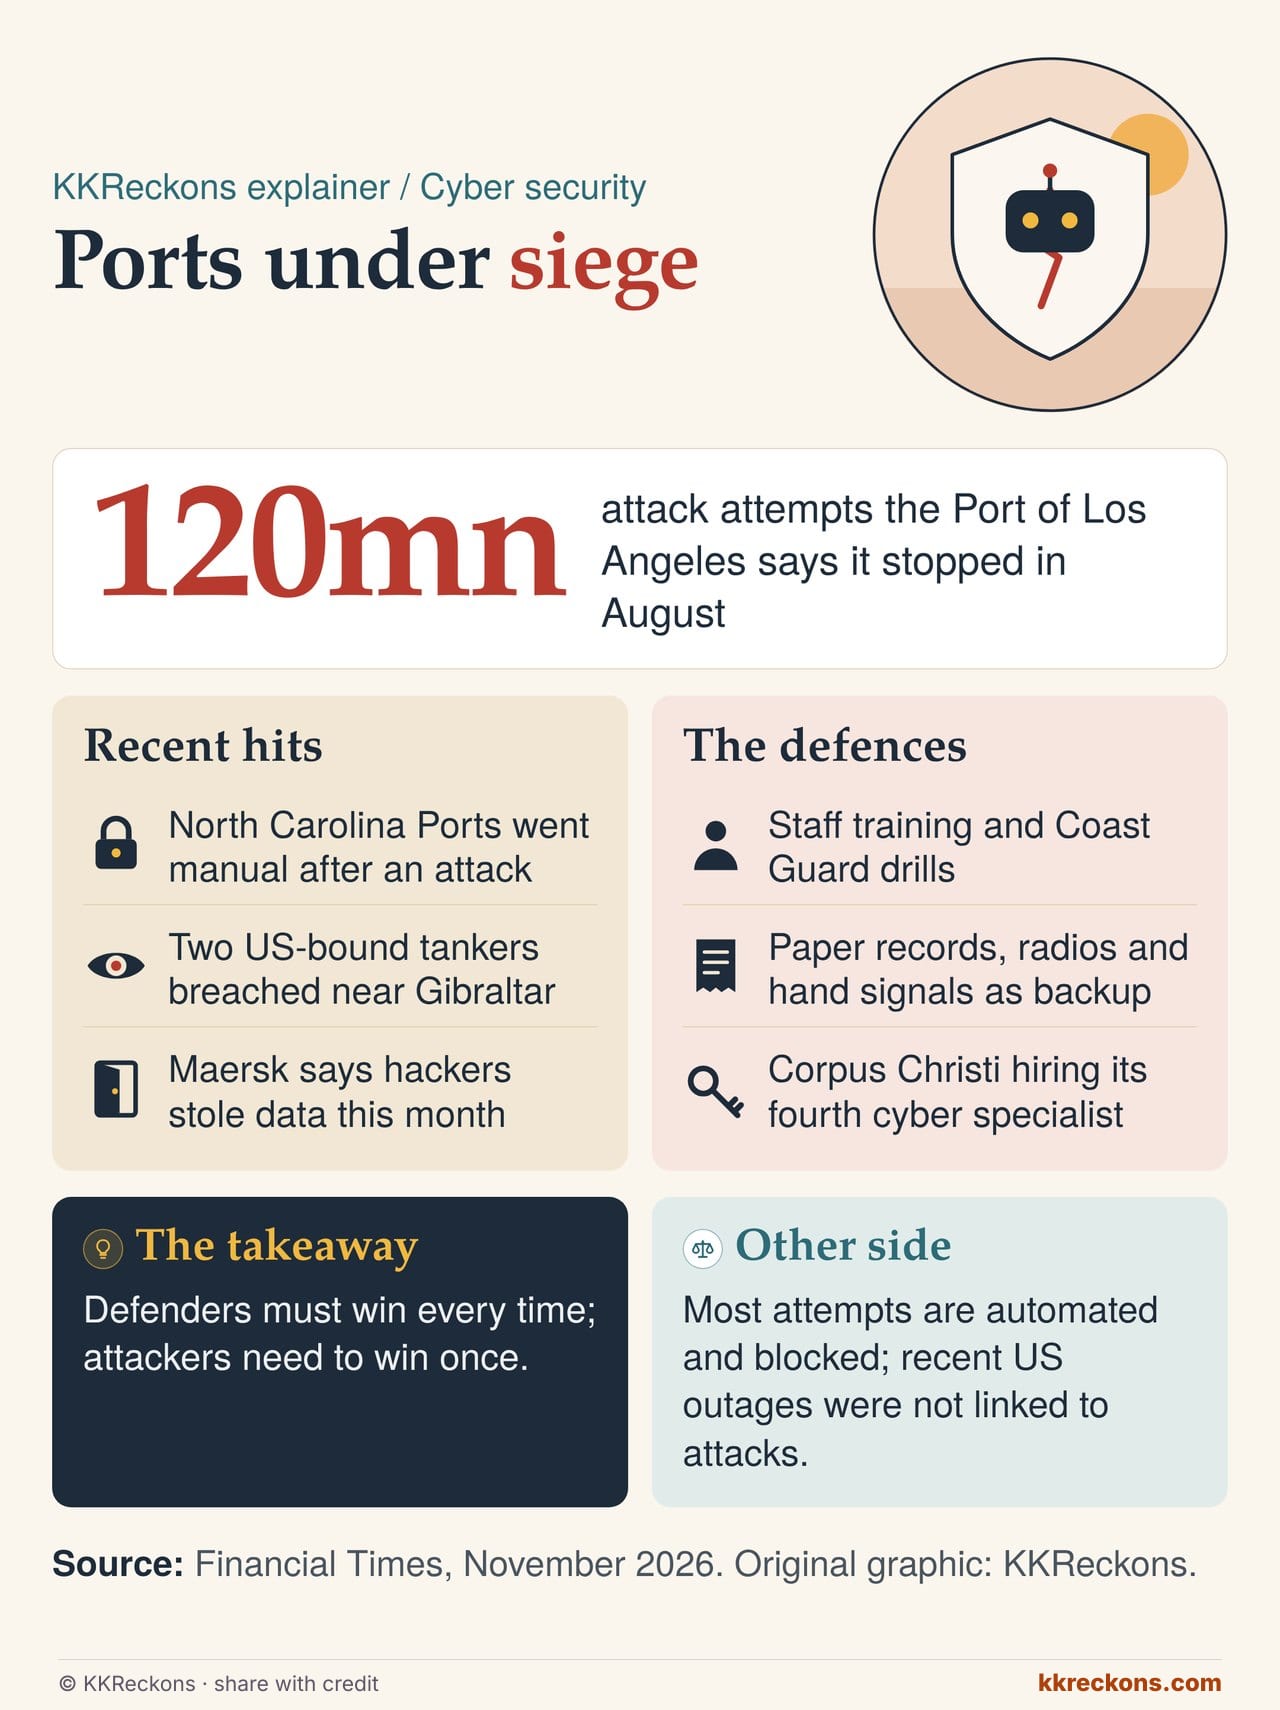 KKReckons explainer / Cyber security
Ports under siege
120mn
attack attempts the Port of Los
Angeles says it stopped in
August
Recent hits
North Carolina Ports went
manual after an attack
Two US-bound tankers
breached near Gibraltar
Maersk says hackers
stole data this month
The defences
Staff training and Coast
Guard drills
Paper records, radios and
hand signals as backup
Corpus Christi hiring its
fourth cyber specialist
The takeaway
Defenders must win every time;
attackers need to win once.
Other side
Most attempts are automated
and blocked; recent US
outages were not linked to
attacks.
Source: Financial Times, November 2026. Original graphic: KKReckons.
© KKReckons · share with credit
kkreckons.com